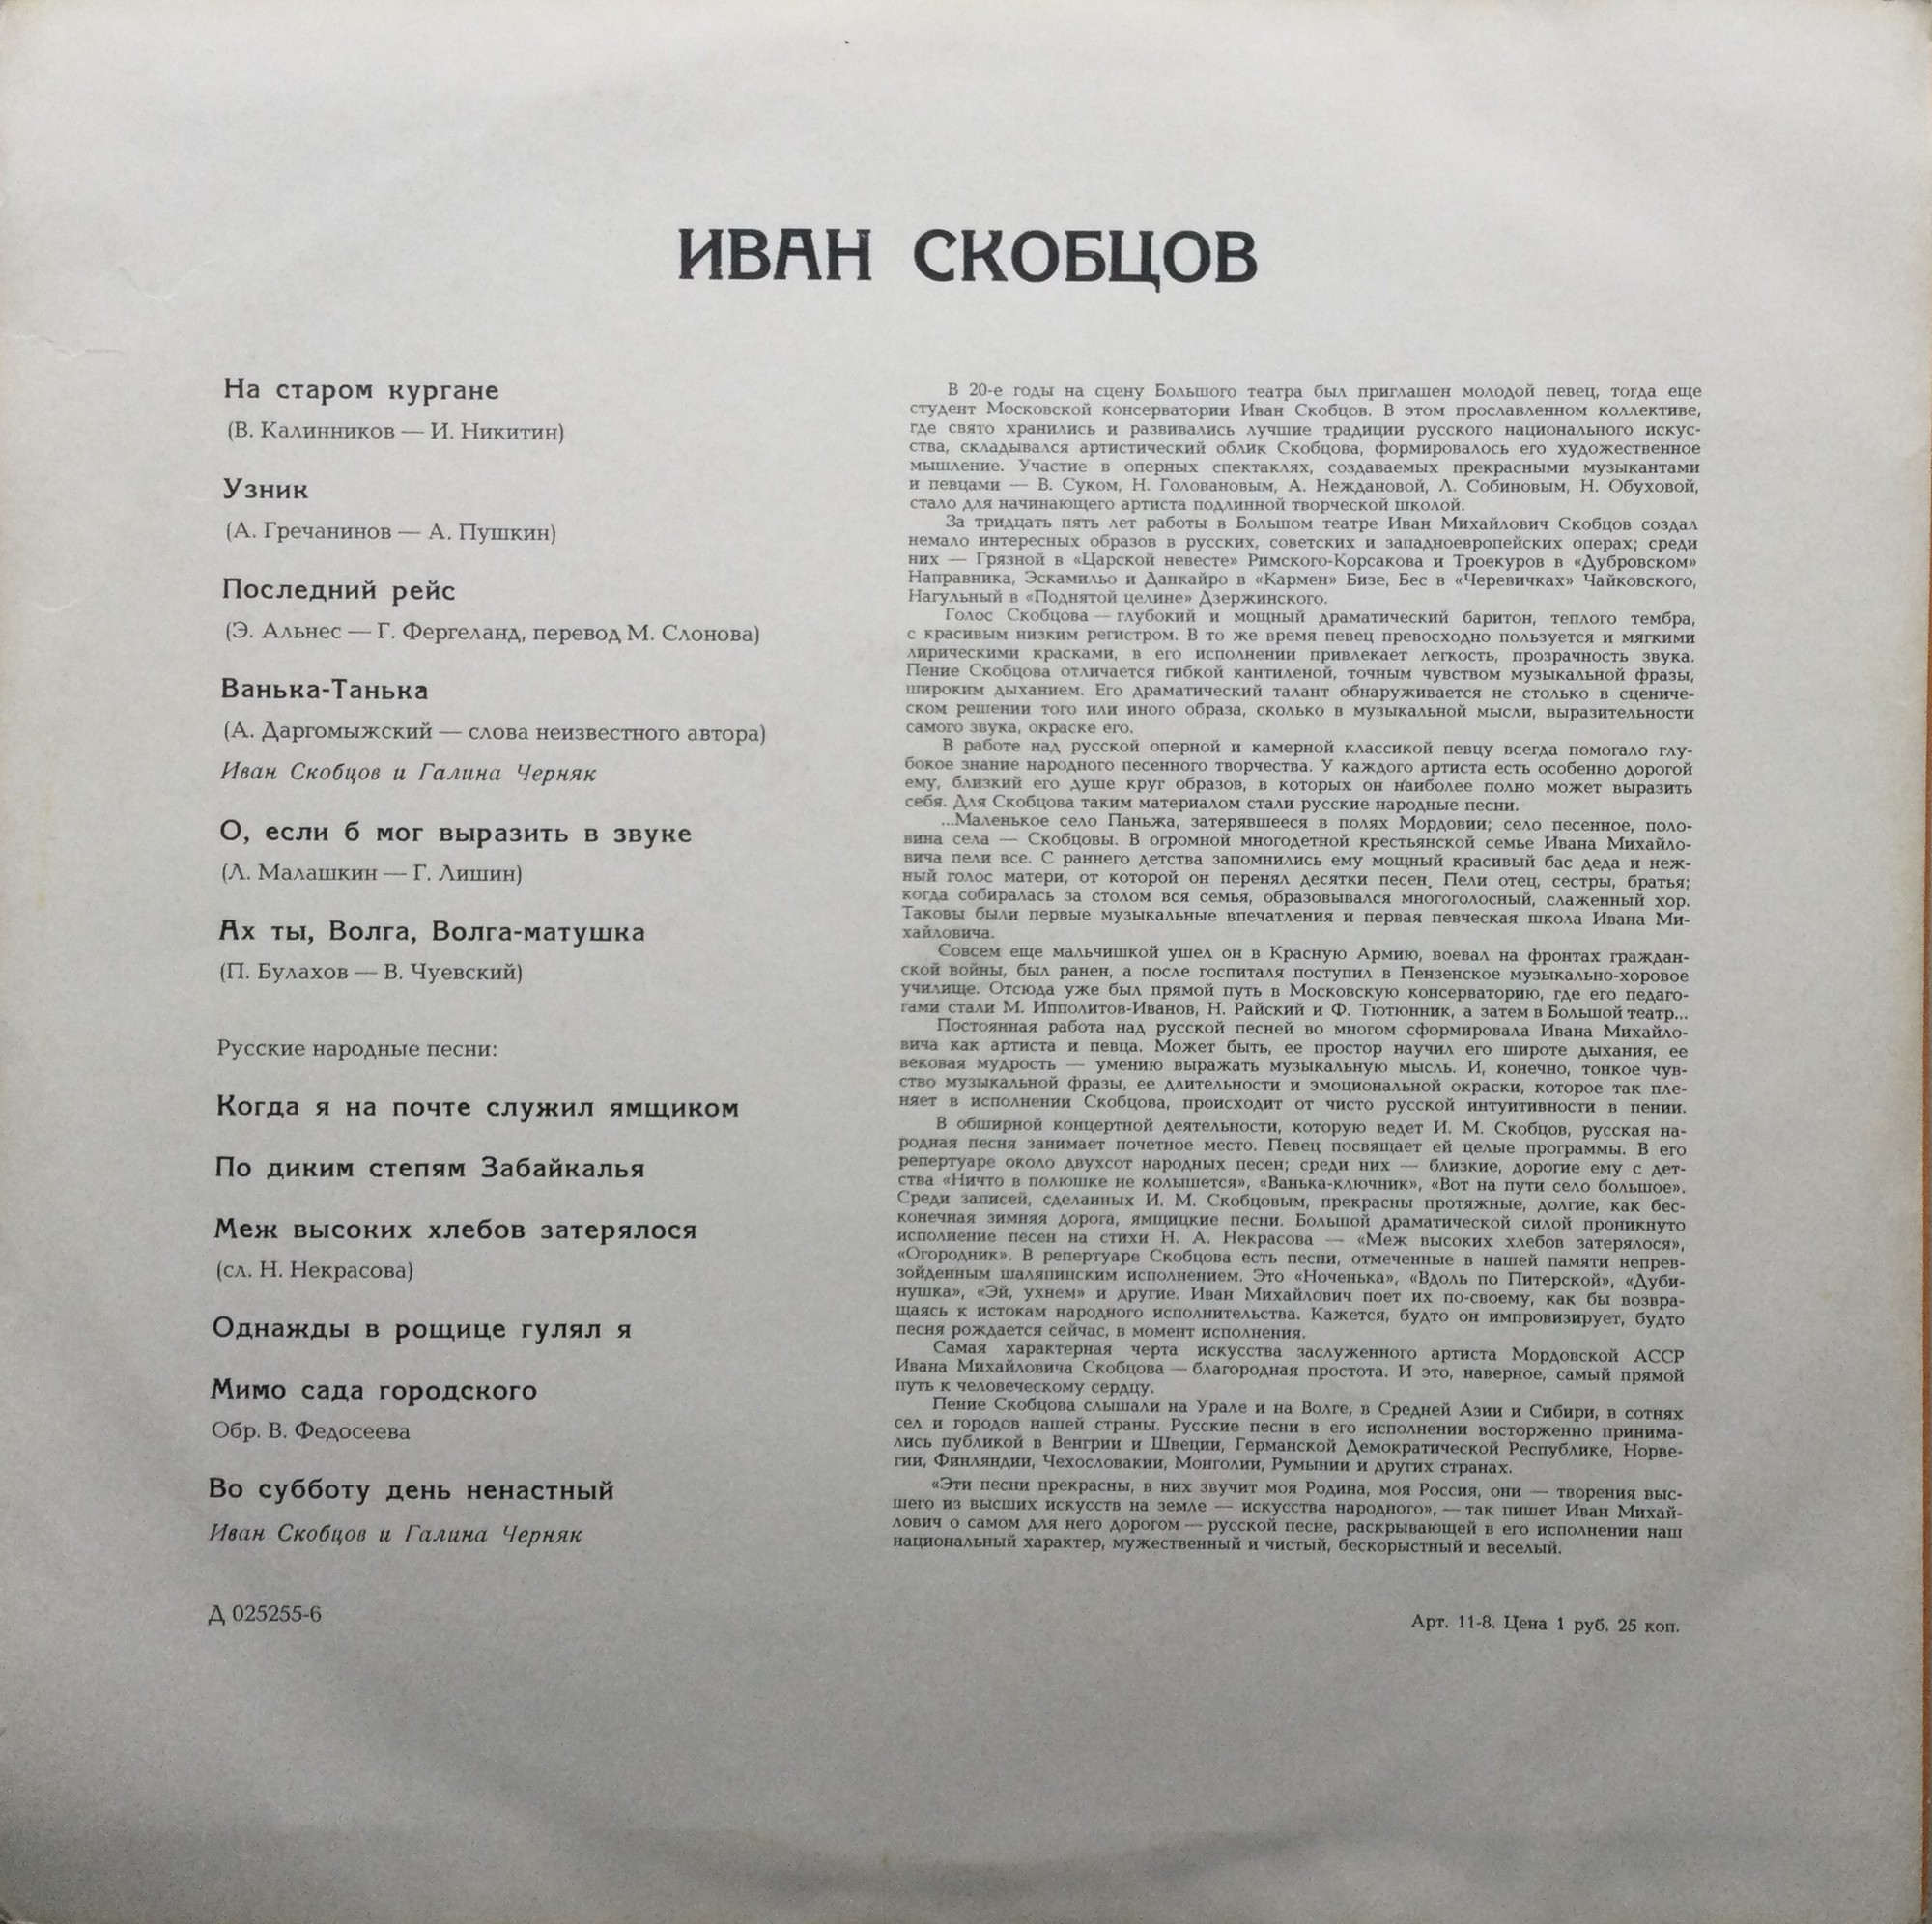 ИВАН СКОБЦОВ
На старом кургане
(В. Калинников — И. Никитин)
Узник
(А. Гречанинов — А. Пушкин)
Последний рейс
(Э. Альнес — Г. Фергеланд, перевод М. Слонова)
Ванька-Танька
(А. Даргомыжский — слова неизвестного автора)
Иван Скобцов и Галина Черняк
О, если б мог выразить в звуке
(Л. Малашкин — Г. Лишин)
Ах ты, Волга, Волга-матушка
(П. Булахов — В. Чуевский)
Русские народные песни:
Когда я на почте служил ямщиком
По диким степям Забайкалья
Меж высоких хлебов затерялося
(сл. Н. Некрасова)
Однажды в рощице гулял я
Мимо сада городского
Обр. В. Федосеева
Во субботу день ненастный
Иван Скобцов и Галина Черняк
Д 025255-6
В 20-е годы на сцену Большого театра был приглашен молодой певец, тогда еще
студент Московской консерватории Иван Скобцов. В этом прославленном коллективе,
где свято хранились и развивались лучшие традиции русского национального искус-
ства, складывался артистический облик Скобцова, формировалось его художественное
мышление. Участие в оперных спектаклях, создаваемых прекрасными музыкантами
и певцами — В. Суком, Н. Головановым, А. Неждановой, Л. Собиновым, Н. Обуховой,
стало для начинающего артиста подлинной творческой школой.
За тридцать пять лет работы в Большом театре Иван Михайлович Скобцов создал
немало интересных образов в русских, советских и западноевропейских операх; среди
них — Грязной в «Царской невесте» Римского-Корсакова и Троекуров в «Дубровском»
Направника, Эскамильо и Данкайро в «Кармен» Бизе, Бес в «Черевичках» Чайковского,
Нагульный в «Поднятой целине» Дзержинского.
Голос Скобцова — глубокий и мощный драматический баритон, теплого тембра,
с красивым низким регистром. В то же время певец превосходно пользуется и мягкими
лирическими красками, в его исполнении привлекает легкость, прозрачность звука.
Пение Скобцова отличается гибкой кантиленой, точным чувством музыкальной фразы,
широким дыханием. Его драматический талант обнаруживается не столько в сцениче-
ском решении того или иного образа, сколько в музыкальной мысли, выразительности
самого звука, окраске его.
В работе над русской оперной и камерной классикой певцу всегда помогало глу-
бокое знание народного песенного творчества. У каждого артиста есть особенно дорогой
ему, близкий его душе круг образов, в которых он наиболее полно может выразить
себя. Для Скобцова таким материалом стали русские народные песни.
...Маленькое село Паньжа, затерявшееся в полях Мордовии; село песенное, поло-
вина села — Скобцовы. В огромной многодетной крестьянской семье Ивана Михайло-
вича пели все. С раннего детства запомнились ему мощный красивый бас деда и неж-
ный голос матери, от которой он перенял десятки песен. Пели отец, сестры, братья;
когда собиралась за столом вся семья, образовывался многоголосный, слаженный хор.
Таковы были первые музыкальные впечатления и первая певческая школа Ивана Ми-
хайловича.
Совсем еще мальчишкой ушел он в Красную Армию, воевал на фронтах граждан-
ской войны, был ранен, а после госпиталя поступил в Пензенское музыкально-хоровое
училище. Отсюда уже был прямой путь в Московскую консерваторию, где его педаго-
гами стали М. Ипполитов-Иванов, Н. Райский и Ф. Тютюнник, а затем в Большой театр...
Постоянная работа над русской песней во многом сформировала Ивана Михайло-
вича как артиста и певца. Может быть, ее простор научил его широте дыхания, ее
вековая мудрость — умению выражать музыкальную мысль. И, конечно, тонкое чув-
ство музыкальной фразы, ее длительности и эмоциональной окраски, которое так пле-
няет в исполнении Скобцова, происходит от чисто русской интуитивности в пении.
В обширной концертной деятельности, которую ведет И. М. Скобцов, русская на-
родная песня занимает почетное место. Певец посвящает ей целые программы. В его
репертуаре около двухсот народных песен; среди них — близкие, дорогие ему с дет-
ства «Ничто в полюшке не колышется», «Ванька-ключник», «Вот на пути село большое».
Среди записей, сделанных И. М. Скобцовым, прекрасны протяжные, долгие, как бес-
конечная зимняя дорога, ямщицкие песни. Большой драматической силой проникнуто
исполнение песен на стихи Н. А. Некрасова — «Меж высоких хлебов затерялося»,
«Огородник». В репертуаре Скобцова есть песни, отмеченные в нашей памяти непрев-
зойденным шаляпинским исполнением. Это «Ноченька», «Вдоль по Питерской», «Дуби-
нушка», «Эй, ухнем» и другие. Иван Михайлович поет их по-своему, как бы возвра-
щаясь к истокам народного исполнительства. Кажется, будто он импровизирует, будто
песня рождается сейчас, в момент исполнения.
Самая характерная черта искусства заслуженного артиста Мордовской АССР
Ивана Михайловича Скобцова — благородная простота. И это, наверное, самый прямой
путь к человеческому сердцу.
Пение Скобцова слышали на Урале и на Волге, в Средней Азии и Сибири, в сотнях
сел и городов нашей страны. Русские песни в его исполнении восторженно принима-
лись публикой в Венгрии и Швеции, Германской Демократической Республике, Норве-
гии, Финляндии, Чехословакии, Монголии, Румынии и других странах.
«Эти песни прекрасны, в них звучит моя Родина, моя Россия, они — творения выс-
шего из высших искусств на земле — искусства народного», — так пишет Иван Михай-
лович о самом для него дорогом — русской песне, раскрывающей в его исполнении наш
национальный характер, мужественный и чистый, бескорыстный и веселый.
Арт. 11-8. Цена 1 руб. 25 коп.